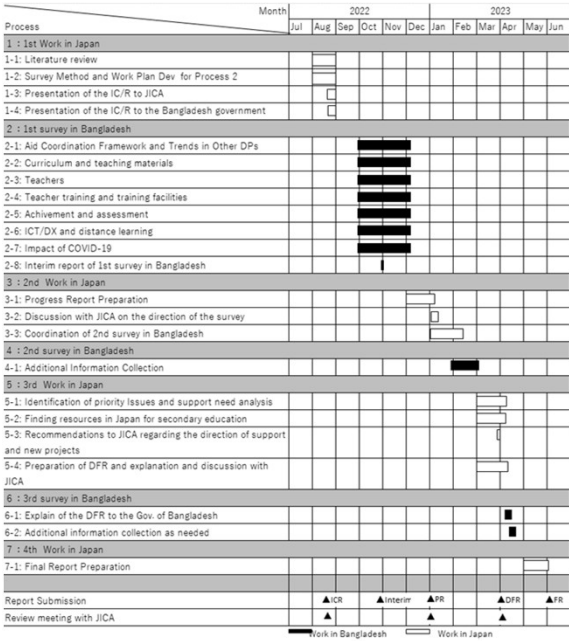 Month 2022 2023
Process Jul Aug Sep Oct Nov Dec Jan Feb Mar Apr May Jun
1：1st Work in Japan
1-1: Literature review
1-2: Survey Method and Work Plan Dev for Process 2
1-3: Presentation of the IC/R to JICA
1-4: Presentation of the IC/R to the Bangladesh government
2：1st survey in Bangladesh
2-1: Aid Coordination Framework and Trends in Other DPs
2-2: Curriculum and teaching materials
2-3: Teachers
2-4: Teacher training and training facilities
2-5: Achivement and assessment
2-6: ICT/DX and distance learning
2-7: Impact of COVID-19
2-8: Interim report of 1st survey in Bangladesh
3：2nd Work in Japan
3-1: Progress Report Preparation
3-2: Discussion with JICA on the direction of the survey
3-3: Coordination of 2nd survey in Bangladesh
4：2nd survey in Bangladesh
4-1: Additional Information Collection
5：3rd Work in Japan
5-1: Identification of priority Issues and support need analysis
5-2: Finding resources in Japan for secondary education
5-3: Recommendations to JICA regarding the direction of support
and new projects
5-4: Preparation of DFR and explanation and discussion with
JICA
6：3rd survey in Bangladesh
6-1: Explain of the DFR to the Gov. of Bangladesh
6-2: Additional information collection as needed
7：4th Work in Japan
7-1: Final Report Preparation
Report Submission ▲ICR ▲Interim ▲PR ▲DFR ▲FR
Review meeting with JICA ▲ ▲ ▲
Work in Bangladesh Work in Japan